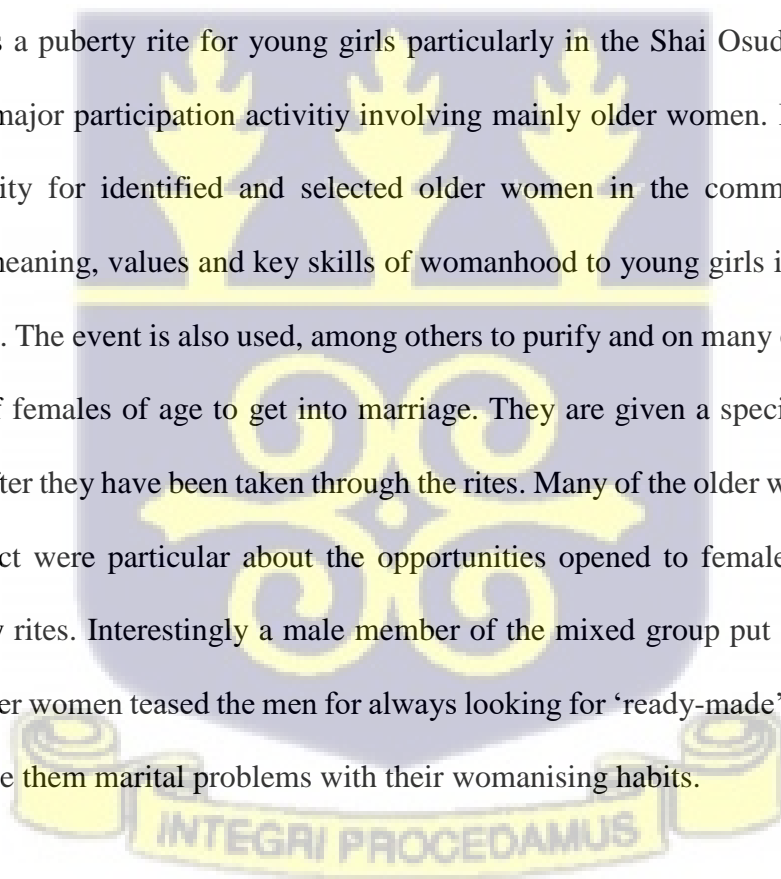 s a puberty rite for young girls particularly in the Shai Osud
major participation activitiy involving mainly older women.
ity for identified and selected older women in the comm
meaning, values and key skills of womanhood to young girls i
. The event is also used, among others to purify and on many
f females of age to get into marriage. They are given a speci
ter they have been taken through the rites. Many of the older w
ct were particular about the opportunities opened to female
rites. Interestingly a male member of the mixed group put
er women teased the men for always looking for ‘ready-made’
e them marital problems with their womanising habits.
INTEGRI PROCEDAMUS